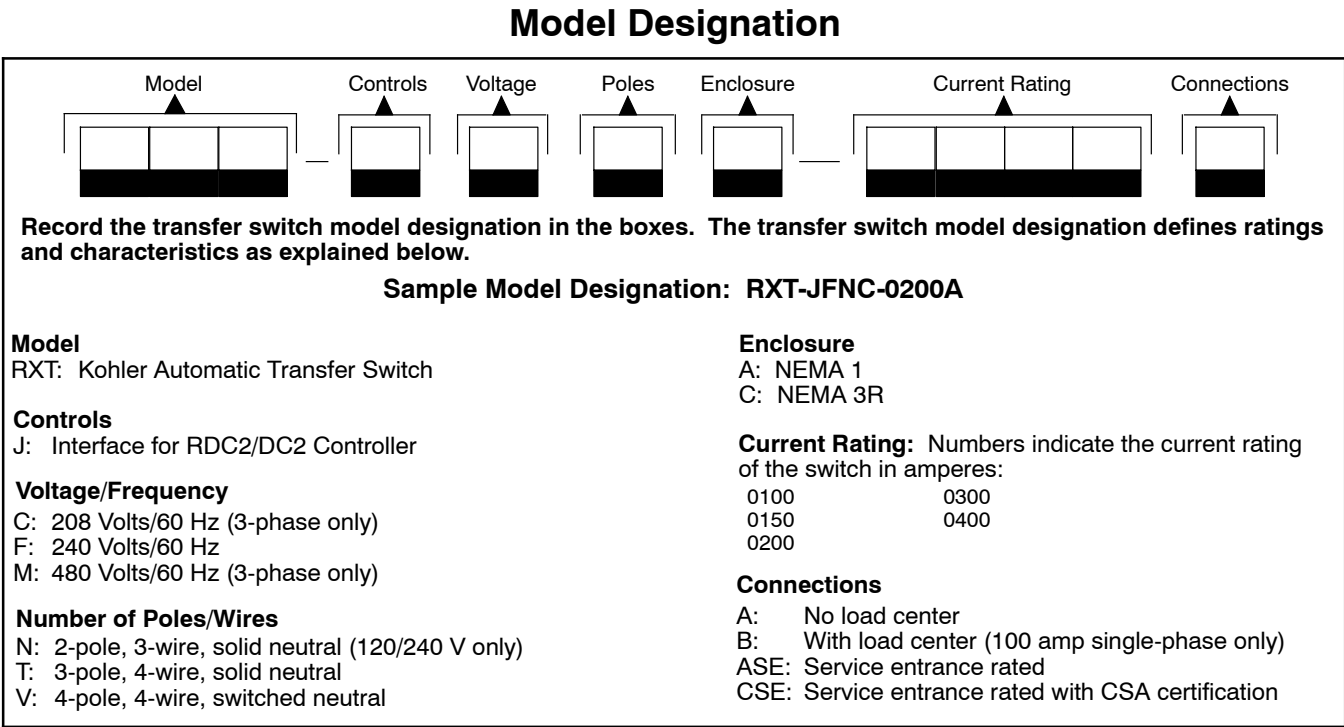 Model Designation
Model Controls Voltage Poles Enclosure Current Rating Connections
Record the transfer switch model designation in the boxes. The transfer switch model designation defines ratings
and characteristics as explained below.
Sample Model Designation: RXT-JFNC-0200A
Model
RXT: Kohler Automatic Transfer Switch
Controls
J: Interface for RDC2/DC2 Controller
Voltage/Frequency
C: 208 Volts/60 Hz (3-phase only)
F: 240 Volts/60 Hz
M: 480 Volts/60 Hz (3-phase only)
Number of Poles/Wires
N: 2-pole, 3-wire, solid neutral (120/240 V only)
T: 3-pole, 4-wire, solid neutral
V: 4-pole, 4-wire, switched neutral
Enclosure
A: NEMA 1
C: NEMA 3R
Current Rating: Numbers indicate the current rating
of the switch in amperes:
0100 0300
0150 0400
0200
Connections
A: No load center
B: With load center (100 amp single-phase only)
ASE: Service entrance rated
CSE: Service entrance rated with CSA certification